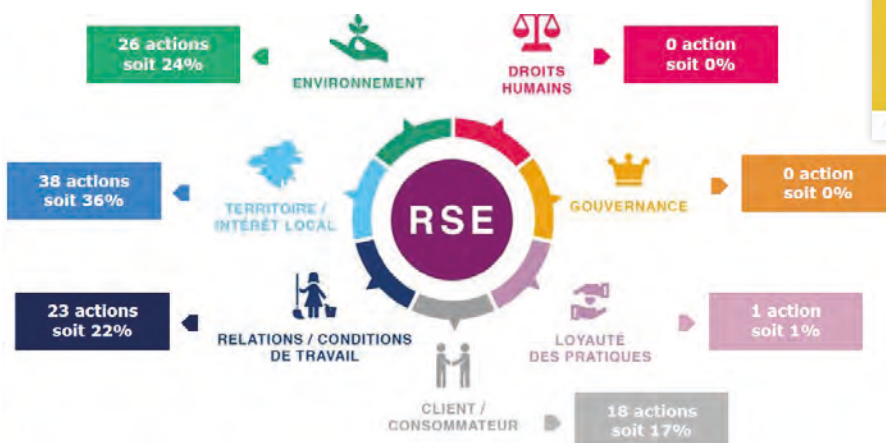 26 actions
soit 24%
ENVIRONNEMENT
DROITS
HUMAINS
0 action
soit 0%
38 actions
soit 36%
TERRITOIRE /
INTÉRÊT LOCAL
RSE
GOUVERNANCE
0 action
soit 0%
23 actions
soit 22%
RELATIONS / CONDITIONS
DE TRAVAIL
LOYAUTÉ
DES PRATIQUES
1 action
soit 1%
CLIENT /
CONSOMMATEUR
18 actions
soit 17%